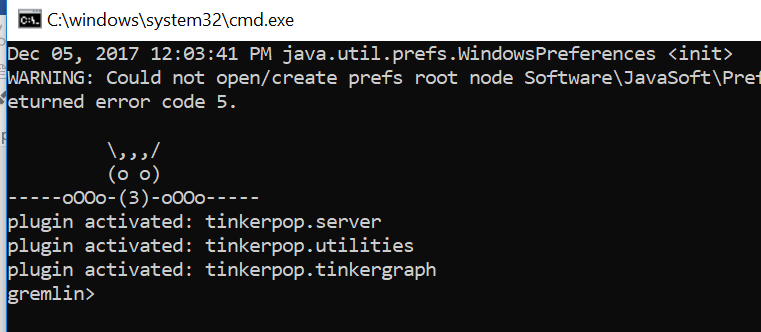 C:\windows\system32\cmd.exe
Dec 05, 2017 12:03:41 PM java.util.prefs.WindowsPreferences <init>
WARNING: Could not open/create prefs root node Software\JavaSoft\Pref
eturned error code 5.
         \,,,/
         (o o)
-----oOOo-(3)-oOOo-----
plugin activated: tinkerpop.server
plugin activated: tinkerpop.utilities
plugin activated: tinkerpop.tinkergraph
gremlin>